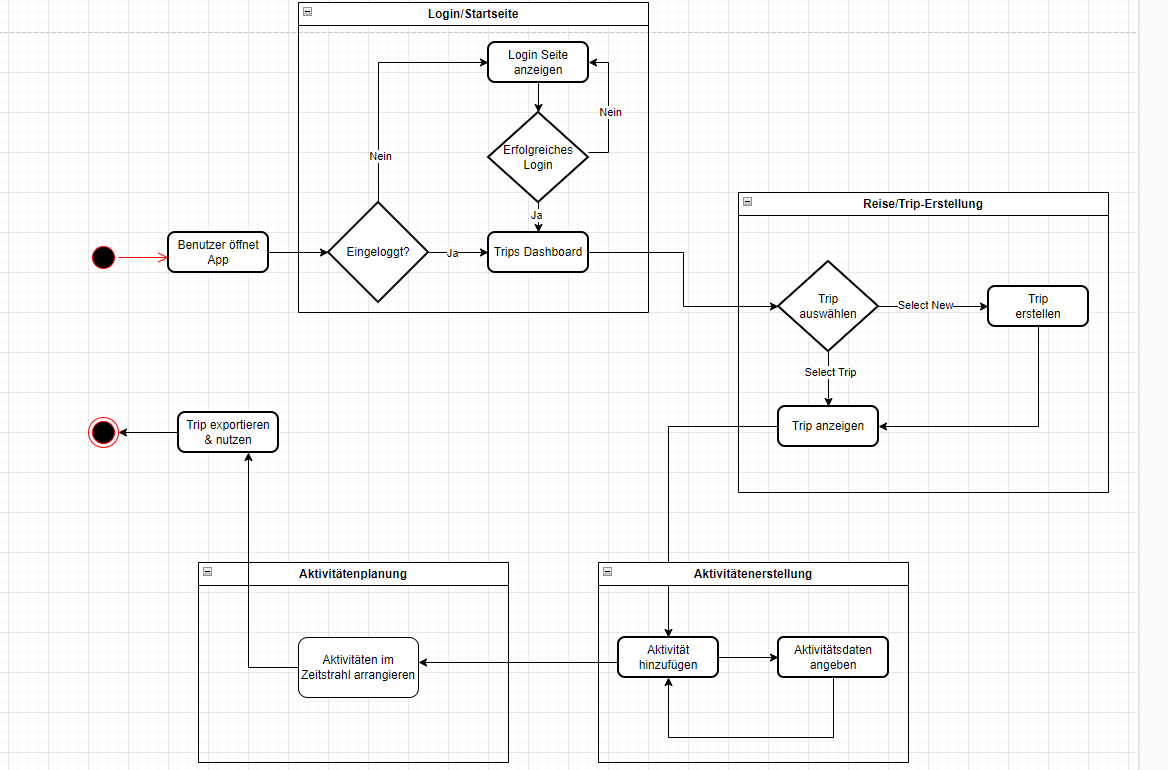 Login/Startseite
Login Seite
anzeigen
Nein
Erfolgreiches
Login
Nein
Ja
Benutzer öffnet
App
Eingeloggt?
Ja
Trips Dashboard
Reise/Trip-Erstellung
Trip
auswählen
Select New
Trip
erstellen
Select Trip
Trip anzeigen
Trip exportieren
& nutzen
Aktivitätenplanung
Aktivitäten im
Zeitstrahl arrangieren
Aktivitätenerstellung
Aktivität
hinzufügen
Aktivitätsdaten
angeben